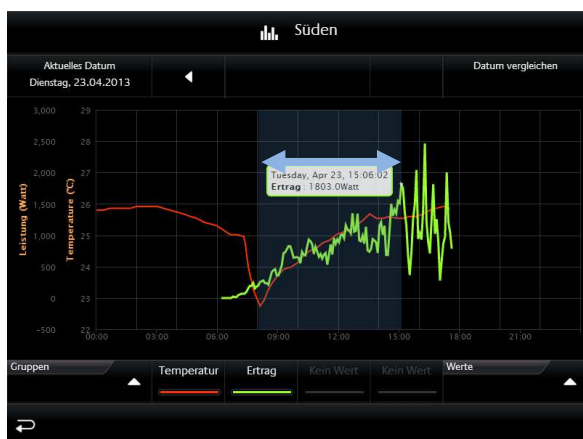 Süden
Aktuelles Datum
Dienstag, 23.04.2013
Datum vergleichen
Leistung (Watt)
Temperature (°C)
3,000 29
2,500 28
2,000 27
1,500 26
1,000 25
500 24
0 23
-500 22
Tuesday, Apr 23, 15:06:02
Ertrag : 1803.0Watt
00:00 03:00 06:00 09:00 12:00 15:00 18:00 21:00
Gruppen Temperatur Ertrag Kein Wert Kein Wert Werte